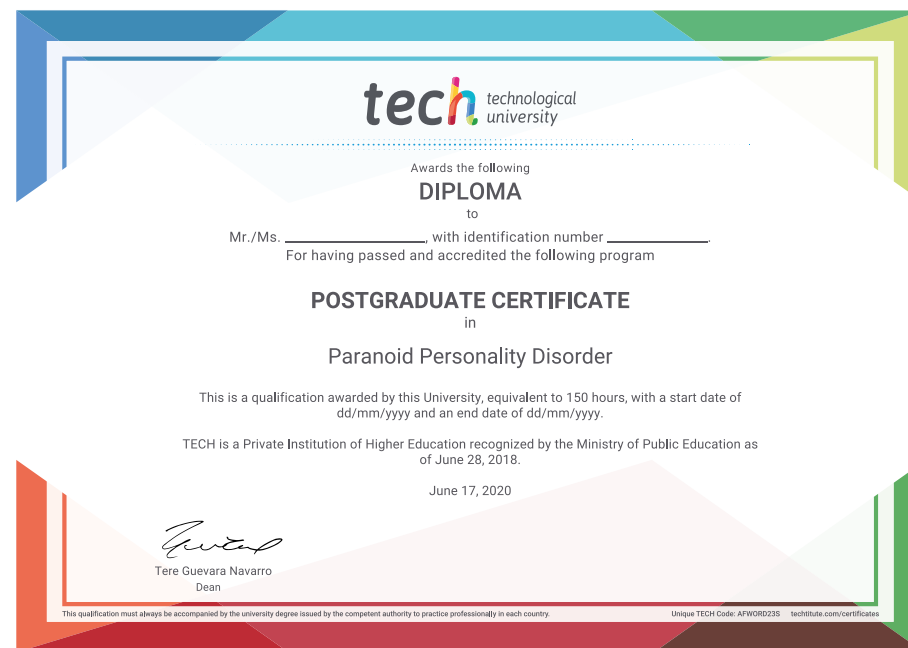 tech technological
university
Awards the following
DIPLOMA
to
Mr./Ms. ____________________, with identification number ______________.
For having passed and accredited the following program
POSTGRADUATE CERTIFICATE
in
Paranoid Personality Disorder
This is a qualification awarded by this University, equivalent to 150 hours, with a start date of
dd/mm/yyyy and an end date of dd/mm/yyyy.
TECH is a Private Institution of Higher Education recognized by the Ministry of Public Education as
of June 28, 2018.
June 17, 2020
Tere Guevara Navarro
Dean
This qualification must always be accompanied by the university degree issued by the competent authority to practice professionally in each country. Unique TECH Code: AFWORD23S techtitute.com/certificates